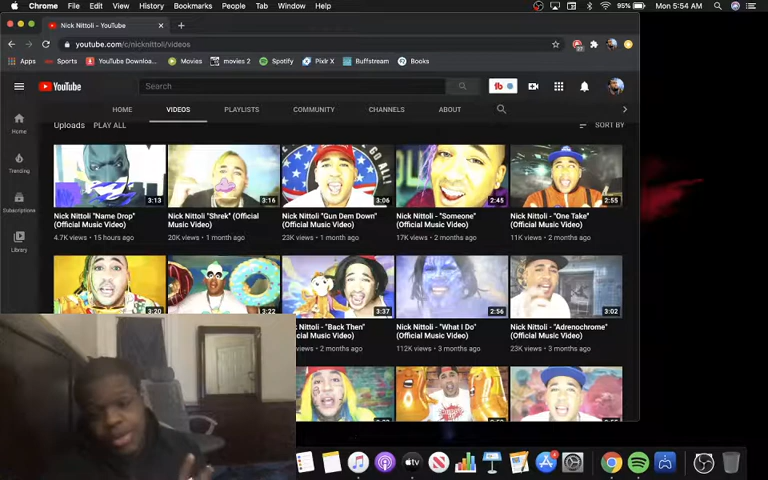 Chrome File Edit View History Bookmarks People Tab Window Help 95% Mon 5:54 AM
Nick Nittoli - YouTube
youtube.com/c/nicknittoli/videos
Apps Sports YouTube Downloa... Movies movies 2 Spotify Pixlr X Buffstream Books
YouTube Search
HOME VIDEOS PLAYLISTS COMMUNITY CHANNELS ABOUT
Uploads PLAY ALL SORT BY
Home
Trending
Subscriptions
Library
3:13 3:16 3:06 2:45 2:55
Nick Nittoli "Name Drop" (Official Music Video)
4.7K views • 15 hours ago
Nick Nittoli "Shrek" (Official Music Video)
20K views • 1 month ago
Nick Nittoli "Gun Dem Down" (Official Music Video)
23K views • 1 month ago
Nick Nittoli - "Someone" (Official Music Video)
17K views • 2 months ago
Nick Nittoli - "One Take" (Official Music Video)
11K views • 2 months ago
3:20 3:22 3:37 2:56 3:02
Nittoli - "Back Then"
ial Music Video)
views • 2 months ago
Nick Nittoli - "What I Do" (Official Music Video)
112K views • 3 months ago
Nick Nittoli - "Adrenochrome" (Official Music Video)
23K views • 3 months ago